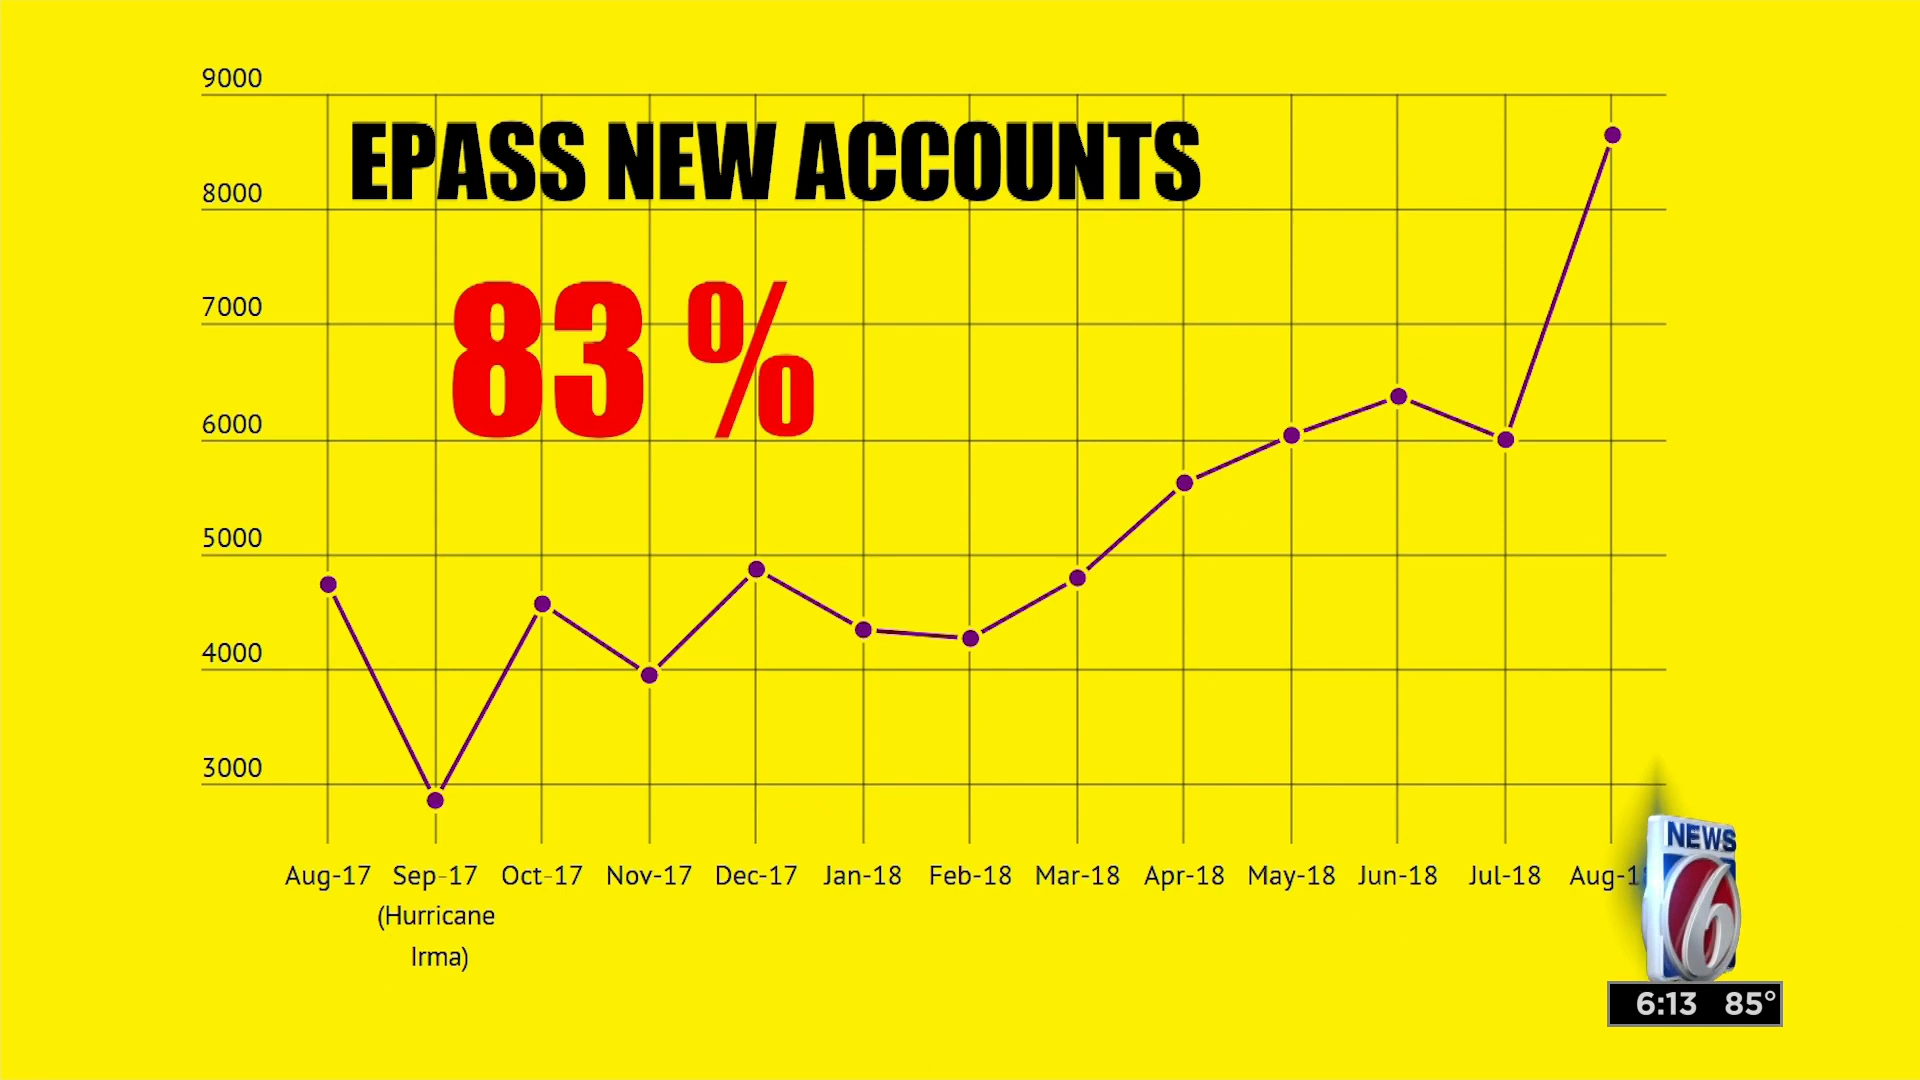 9000
EPASS NEW ACCOUNTS
8000
83 %
7000
6000
5000
4000
3000
Aug-17 Sep-17 Oct-17 Nov-17 Dec-17 Jan-18 Feb-18 Mar-18 Apr-18 May-18 Jun-18 Jul-18
(Hurricane
Irma)
NEWS
6
6:13 85°